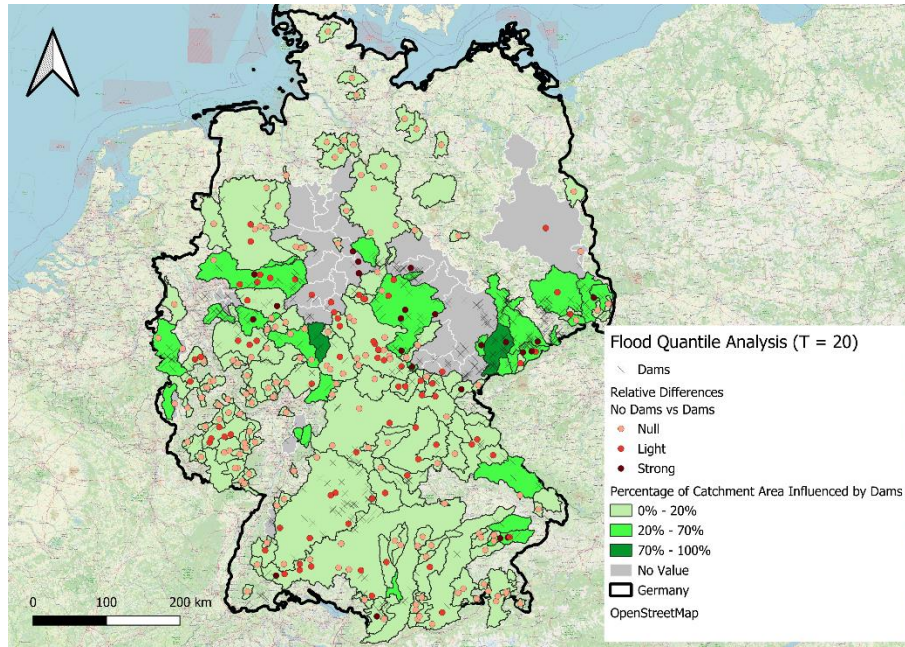 Flood Quantile Analysis (T = 20)
Dams
Relative Differences
No Dams vs Dams
Null
Light
Strong
Percentage of Catchment Area Influenced by Dams
0% - 20%
20% - 70%
70% - 100%
No Value
Germany
OpenStreetMap
0 100 200 km